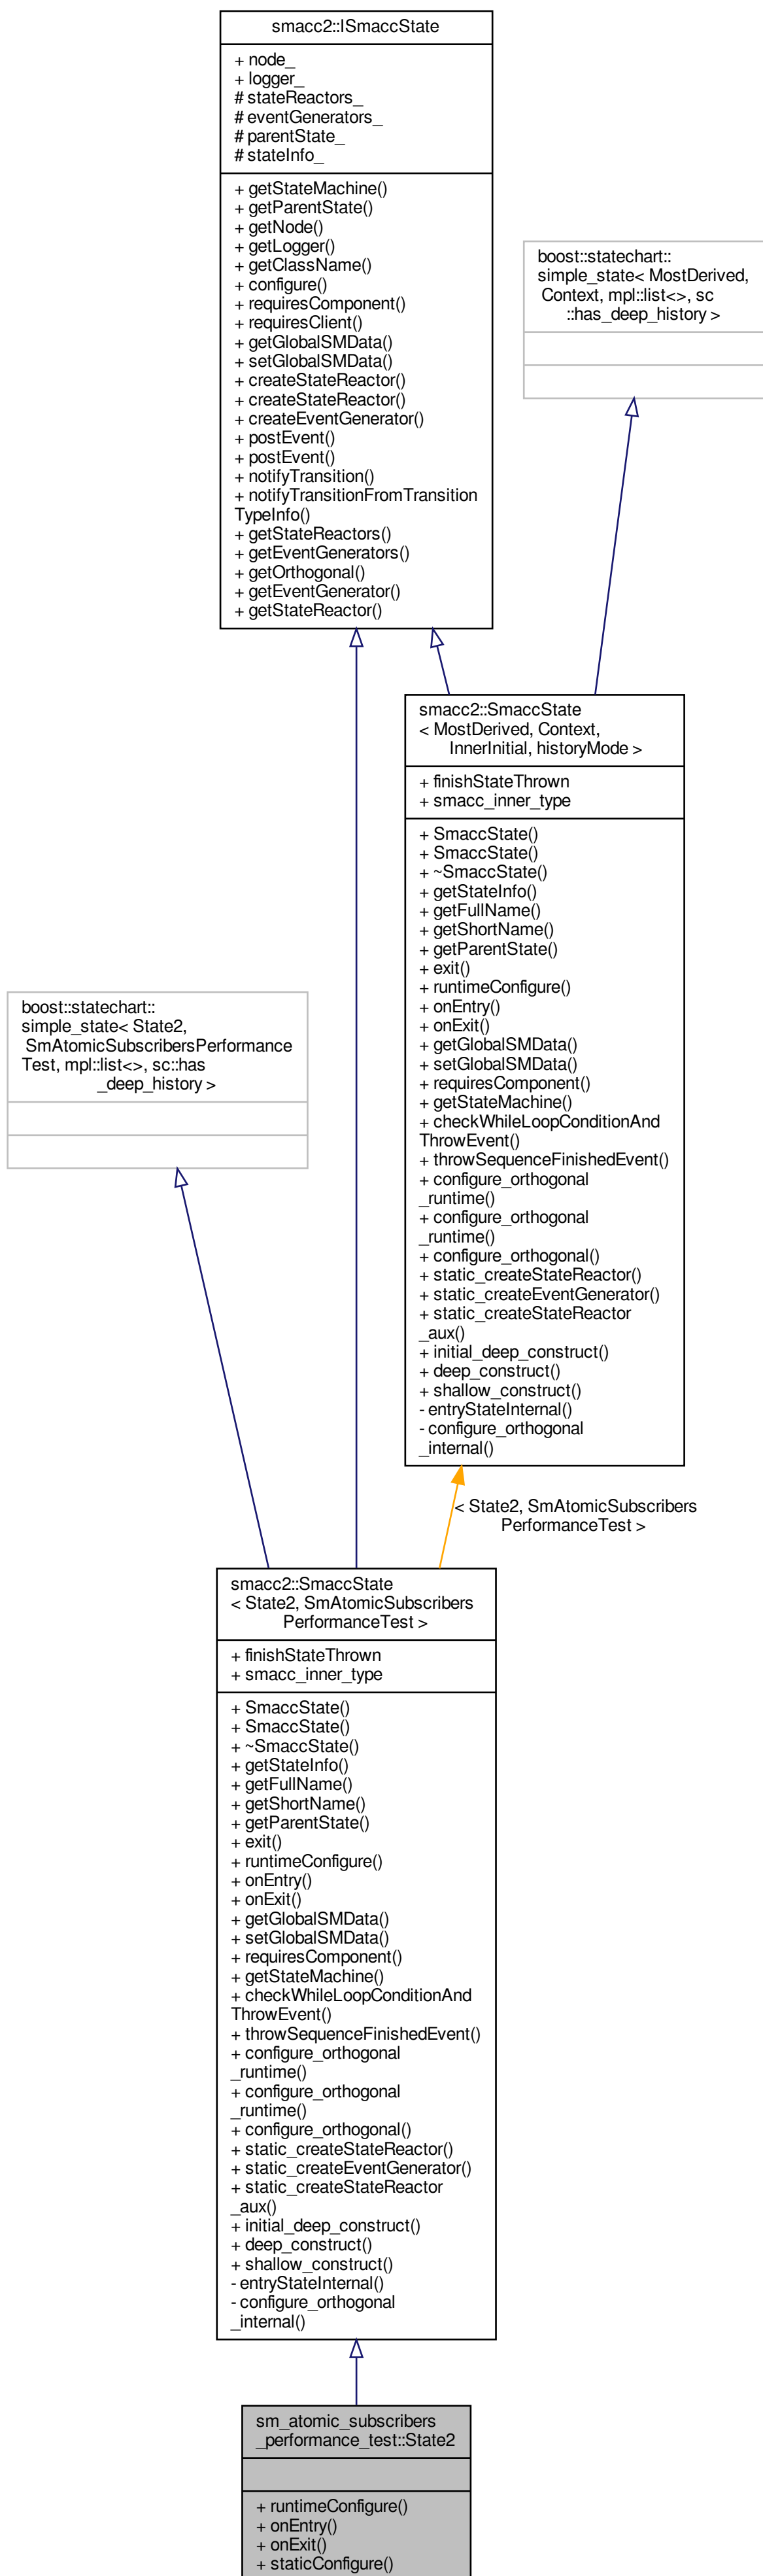 smacc2::ISmaccState
+ node_
+ logger_
# stateReactors_
# eventGenerators_
# parentState_
# stateInfo_
+ getStateMachine()
+ getParentState()
+ getNode()
+ getLogger()
+ getClassName()
+ configure()
+ requiresComponent()
+ requiresClient()
+ getGlobalSMData()
+ setGlobalSMData()
+ createStateReactor()
+ createStateReactor()
+ createEventGenerator()
+ postEvent()
+ postEvent()
+ notifyTransition()
+ notifyTransitionFromTransition
TypeInfo()
+ getStateReactors()
+ getEventGenerators()
+ getOrthogonal()
+ getEventGenerator()
+ getStateReactor()
boost::statechart::
simple_state< MostDerived,
Context, mpl::list<>, sc
::has_deep_history >
smacc2::SmaccState
< MostDerived, Context,
InnerInitial, historyMode >
+ finishStateThrown
+ smacc_inner_type
+ SmaccState()
+ SmaccState()
+ ~SmaccState()
+ getStateInfo()
+ getFullName()
+ getShortName()
+ getParentState()
+ exit()
+ runtimeConfigure()
+ onEntry()
+ onExit()
+ getGlobalSMData()
+ setGlobalSMData()
+ requiresComponent()
+ getStateMachine()
+ checkWhileLoopConditionAnd
ThrowEvent()
+ throwSequenceFinishedEvent()
+ configure_orthogonal
_runtime()
+ configure_orthogonal
_runtime()
+ configure_orthogonal()
+ static_createStateReactor()
+ static_createEventGenerator()
+ static_createStateReactor
_aux()
+ initial_deep_construct()
+ deep_construct()
+ shallow_construct()
- entryStateInternal()
- configure_orthogonal
_internal()
boost::statechart::
simple_state< State2,
SmAtomicSubscribersPerformance
Test, mpl::list<>, sc::has
_deep_history >
< State2, SmAtomicSubscribers
PerformanceTest >
smacc2::SmaccState
< State2, SmAtomicSubscribers
PerformanceTest >
+ finishStateThrown
+ smacc_inner_type
+ SmaccState()
+ SmaccState()
+ ~SmaccState()
+ getStateInfo()
+ getFullName()
+ getShortName()
+ getParentState()
+ exit()
+ runtimeConfigure()
+ onEntry()
+ onExit()
+ getGlobalSMData()
+ setGlobalSMData()
+ requiresComponent()
+ getStateMachine()
+ checkWhileLoopConditionAnd
ThrowEvent()
+ throwSequenceFinishedEvent()
+ configure_orthogonal
_runtime()
+ configure_orthogonal
_runtime()
+ configure_orthogonal()
+ static_createStateReactor()
+ static_createEventGenerator()
+ static_createStateReactor
_aux()
+ initial_deep_construct()
+ deep_construct()
+ shallow_construct()
- entryStateInternal()
- configure_orthogonal
_internal()
sm_atomic_subscribers
_performance_test::State2
+ runtimeConfigure()
+ onEntry()
+ onExit()
+ staticConfigure()